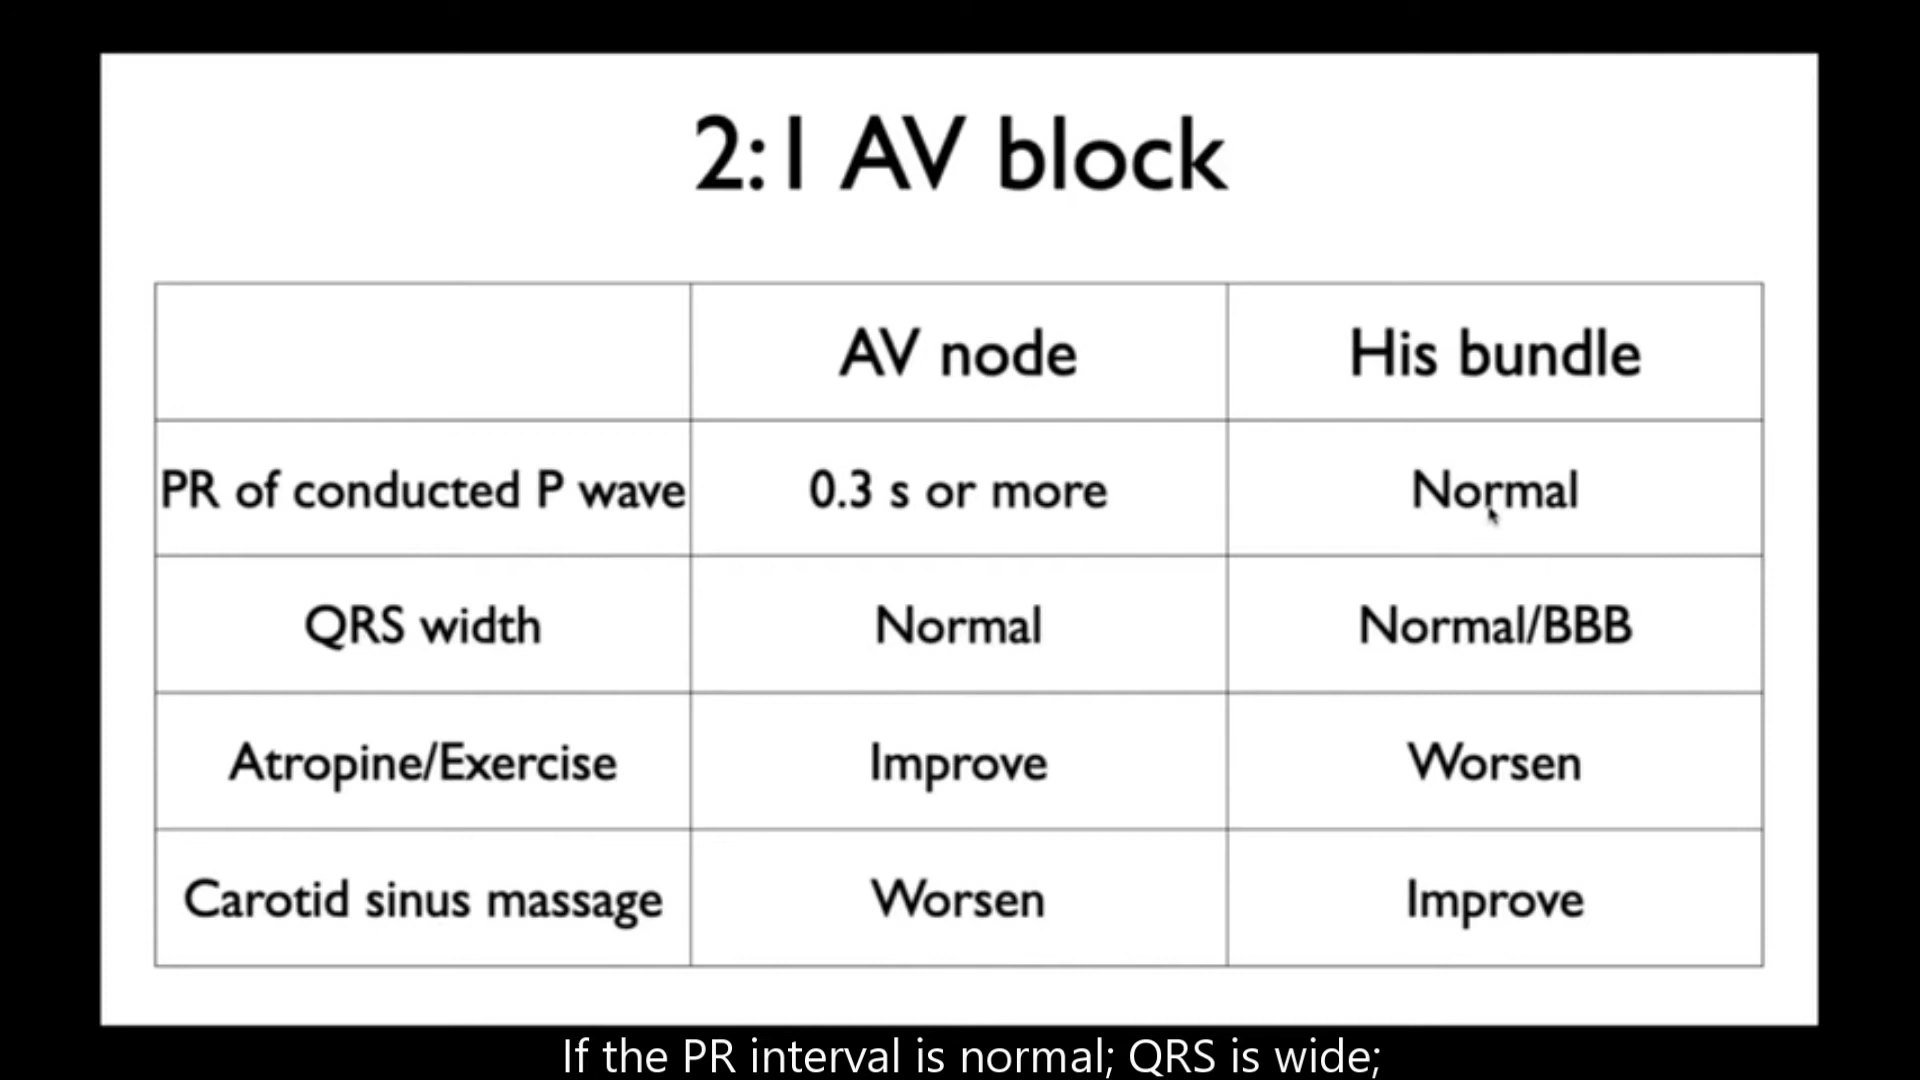 2:1 AV block
AV node His bundle
PR of conducted P wave 0.3 s or more Normal
QRS width Normal Normal/BBB
Atropine/Exercise Improve Worsen
Carotid sinus massage Worsen Improve
If the PR interval is normal; QRS is wide;